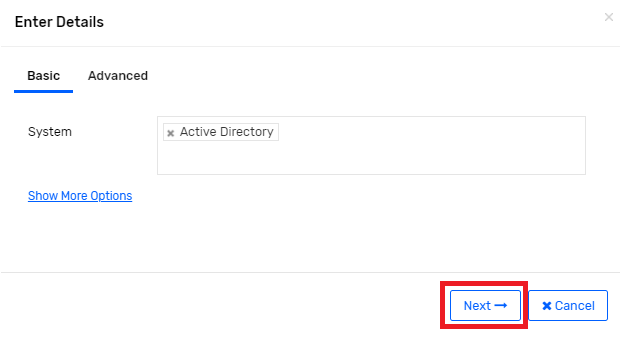 Enter Details
Basic Advanced
System Active Directory
Show More Options
Next Cancel